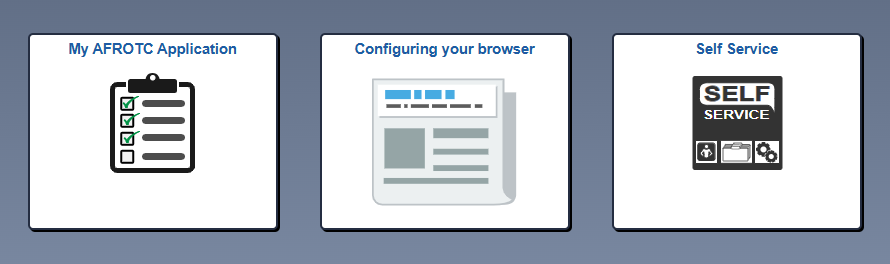 My AFROTC Application
Configuring your browser
Self Service
SELF
SERVICE